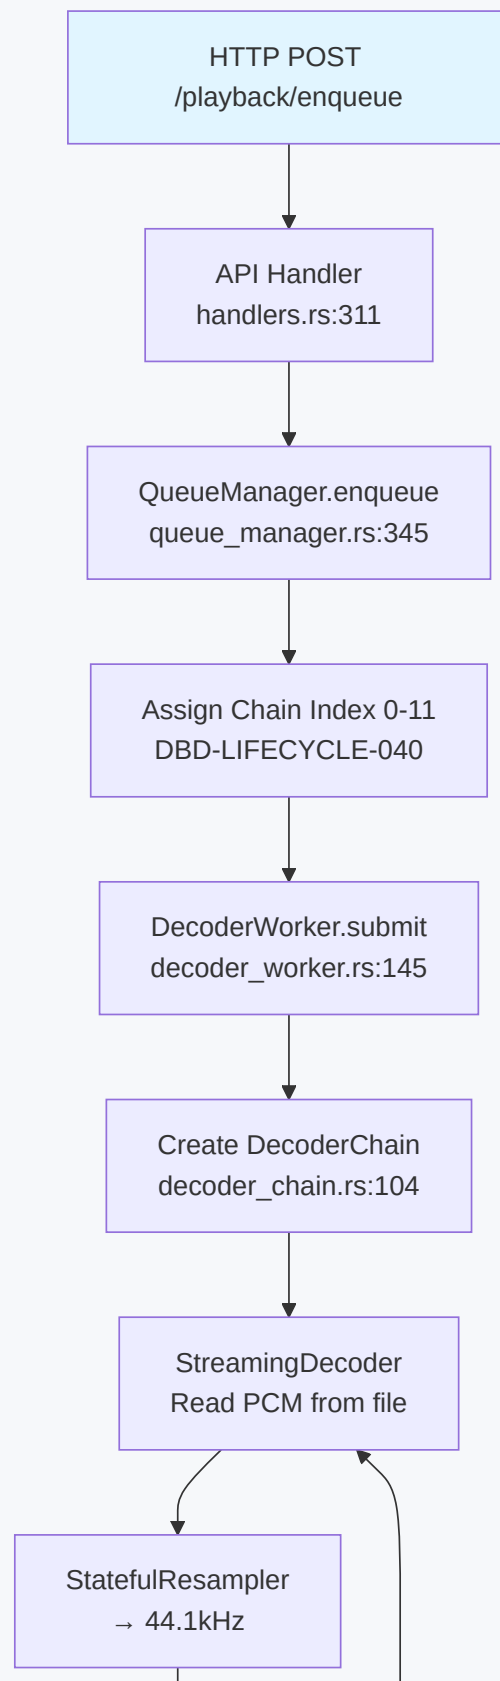 HTTP POST
/playback/enqueue
API Handler
handlers.rs:311
QueueManager.enqueue
queue_manager.rs:345
Assign Chain Index 0-11
DBD-LIFECYCLE-040
DecoderWorker.submit
decoder_worker.rs:145
Create DecoderChain
decoder_chain.rs:104
StreamingDecoder
Read PCM from file
StatefulResampler
→ 44.1kHz